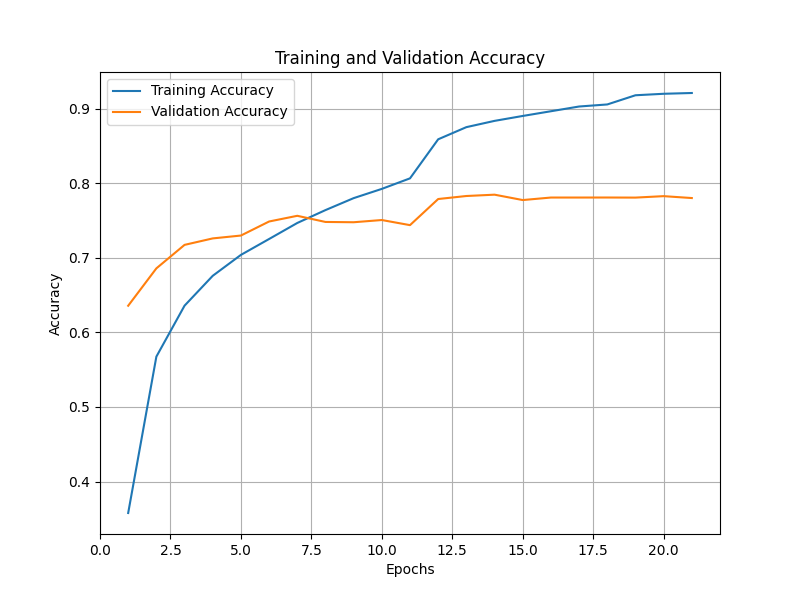 Training and Validation Accuracy
Training Accuracy
Validation Accuracy
0.9
0.8
0.7
0.6
0.5
0.4
Accuracy
0.0 2.5 5.0 7.5 10.0 12.5 15.0 17.5 20.0
Epochs